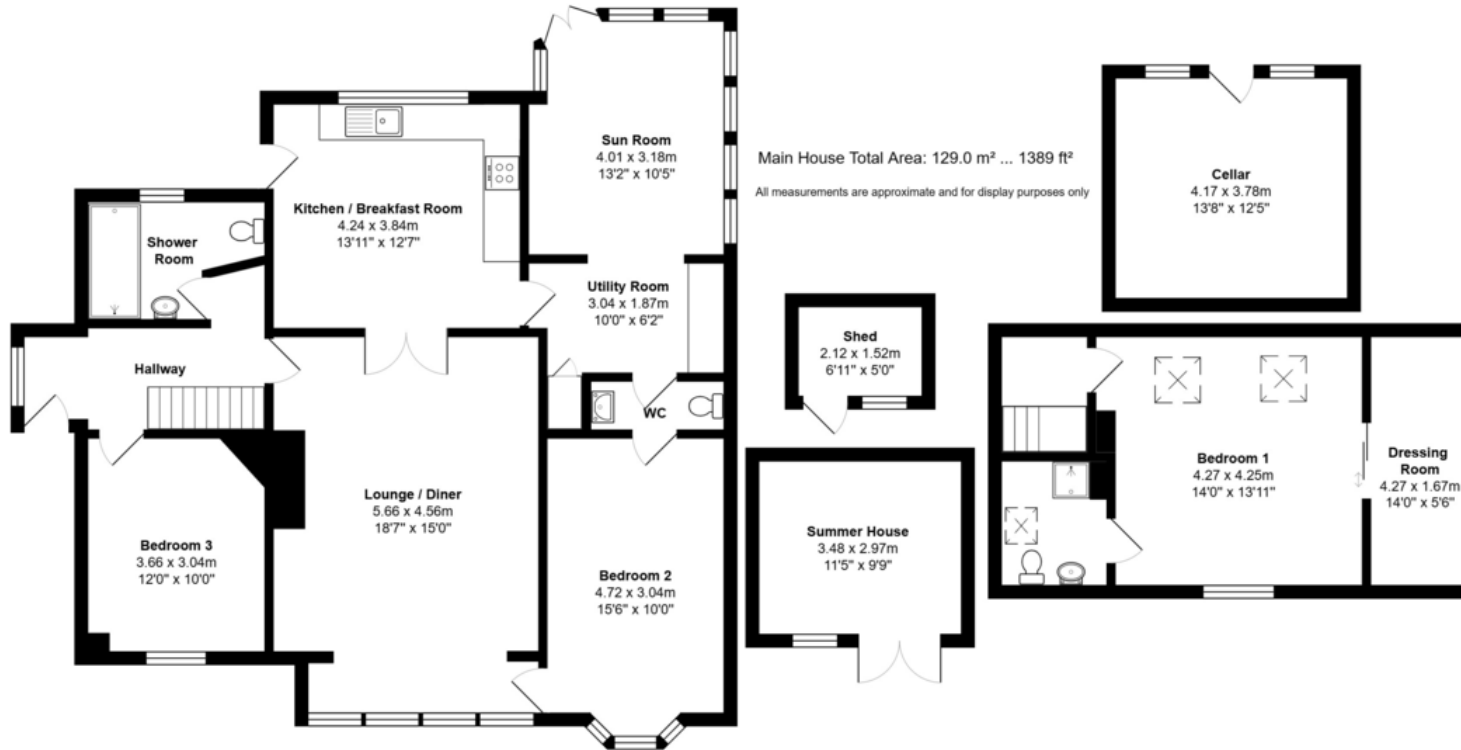 Sun Room
4.01 x 3.18m
13'2" x 10'5"
Main House Total Area: 129.0 m² ... 1389 ft²
All measurements are approximate and for display purposes only
Cellar
4.17 x 3.78m
13'8" x 12'5"
Kitchen / Breakfast Room
4.24 x 3.84m
13'11" x 12'7"
Shower
Room
Utility Room
3.04 x 1.87m
10'0" x 6'2"
Hallway
WC
Shed
2.12 x 1.52m
6'11" x 5'0"
Bedroom 1
4.27 x 4.25m
14'0" x 13'11"
Dressing
Room
4.27 x 1.67m
14'0" x 5'6"
Lounge / Diner
5.66 x 4.56m
18'7" x 15'0"
Summer House
3.48 x 2.97m
11'5" x 9'9"
Bedroom 3
3.66 x 3.04m
12'0" x 10'0"
Bedroom 2
4.72 x 3.04m
15'6" x 10'0"